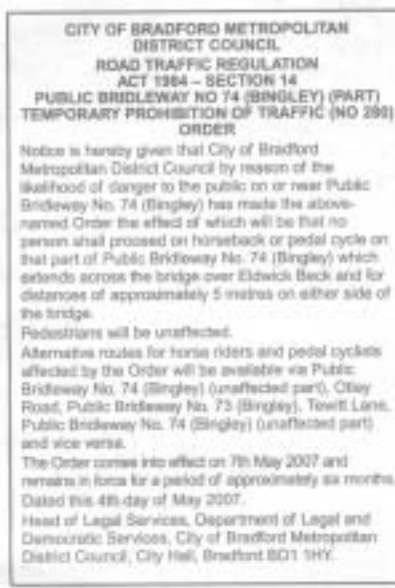 CITY OF BRADFORD METROPOLITAN
DISTRICT COUNCIL
ROAD TRAFFIC REGULATION
ACT 1984 – SECTION 14
PUBLIC BRIDLEWAY NO 74 (BINGLEY) (PART)
TEMPORARY PROHIBITION OF TRAFFIC (NO 280)
ORDER
Notice is hereby given that City of Bradford
Metropolitan District Council by reason of the
likelihood of danger to the public on or near Public
Bridleway No. 74 (Bingley) has made the above-
named Order the effect of which will be that no
person shall proceed on horseback or pedal cycle on
that part of Public Bridleway No. 74 (Bingley) which
extends across the bridge over Eldwick Beck and for
distances of approximately 5 metres on either side of
the bridge.
Pedestrians will be unaffected.
Alternative routes for horse riders and pedal cyclists
affected by the Order will be available via Public
Bridleway No. 74 (Bingley) (unaffected part), Otley
Road, Public Bridleway No. 73 (Bingley), Tewitt Lane,
Public Bridleway No. 74 (Bingley) (unaffected part)
and vice versa.
The Order comes into effect on 7th May 2007 and
remains in force for a period of approximately six months.
Dated this 4th day of May 2007.
Head of Legal Services, Department of Legal and
Democratic Services, City of Bradford Metropolitan
District Council, City Hall, Bradford BD1 1HY.